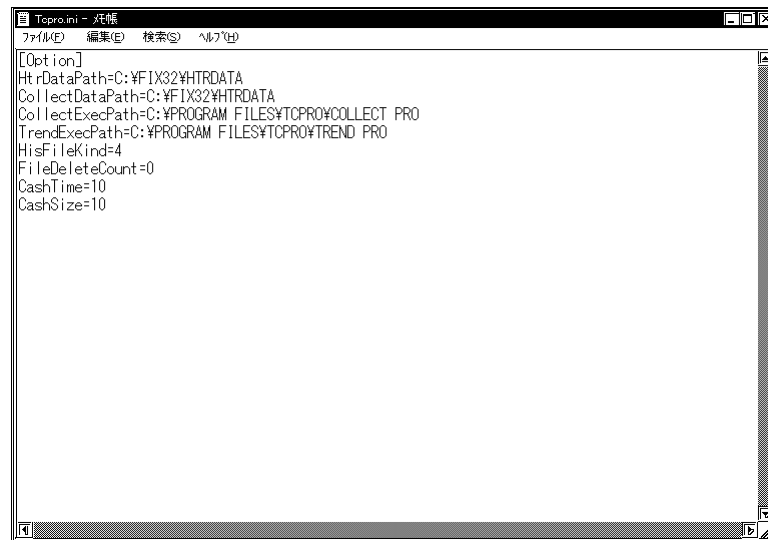 Tcpro.ini - メモ帳
ファイル(F) 編集(E) 検索(S) ヘルプ(H)
[Option]
HtrDataPath=C:¥FIX32¥HTRDATA
CollectDataPath=C:¥FIX32¥HTRDATA
CollectExecPath=C:¥PROGRAM FILES¥TCPRO¥COLLECT PRO
TrendExecPath=C:¥PROGRAM FILES¥TCPRO¥TREND PRO
HisFileKind=4
FileDeleteCount=0
CashTime=10
CashSize=10